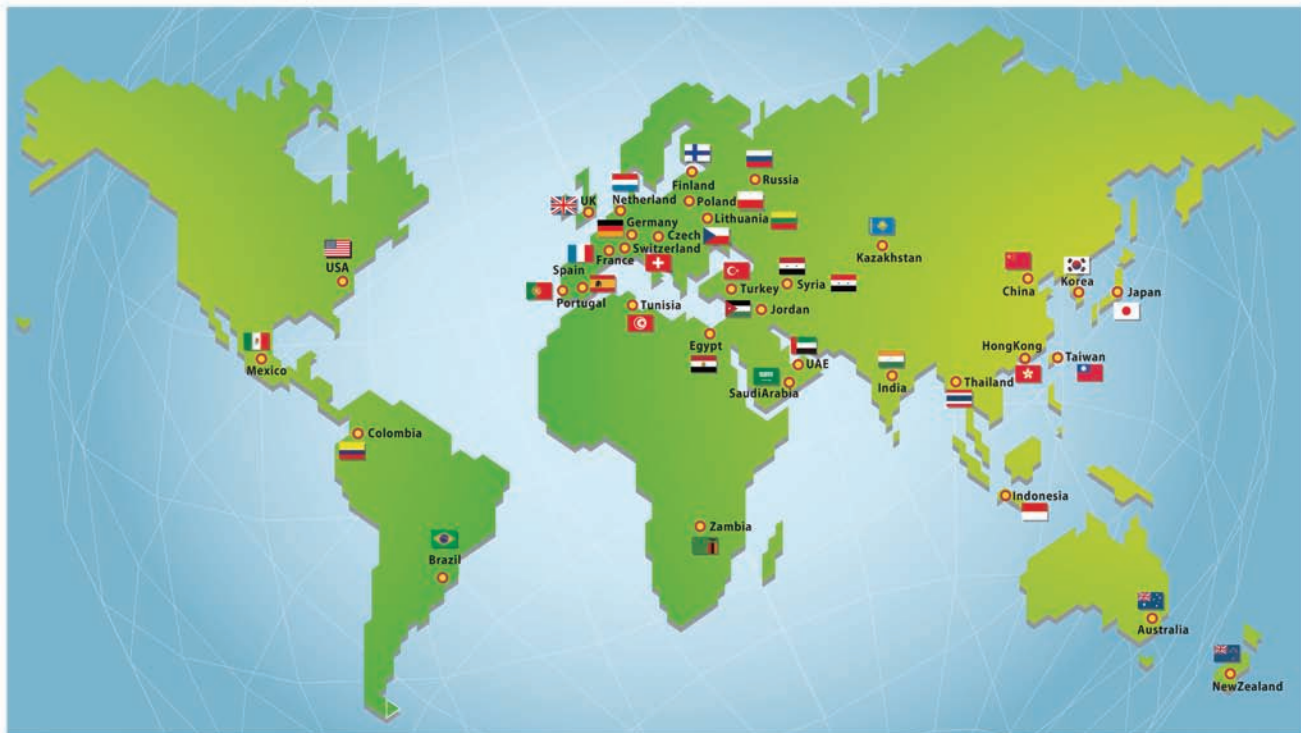 Finland
Russia
UK
Netherland
Poland
Lithuania
Germany
Czech
Switzerland
France
Kazakhstan
USA
Spain
Portugal
Tunisia
Turkey
Syria
Jordan
China
Korea
Japan
Egypt
UAE
SaudiArabia
India
HongKong
Taiwan
Thailand
Mexico
Colombia
Indonesia
Zambia
Brazil
Australia
NewZealand